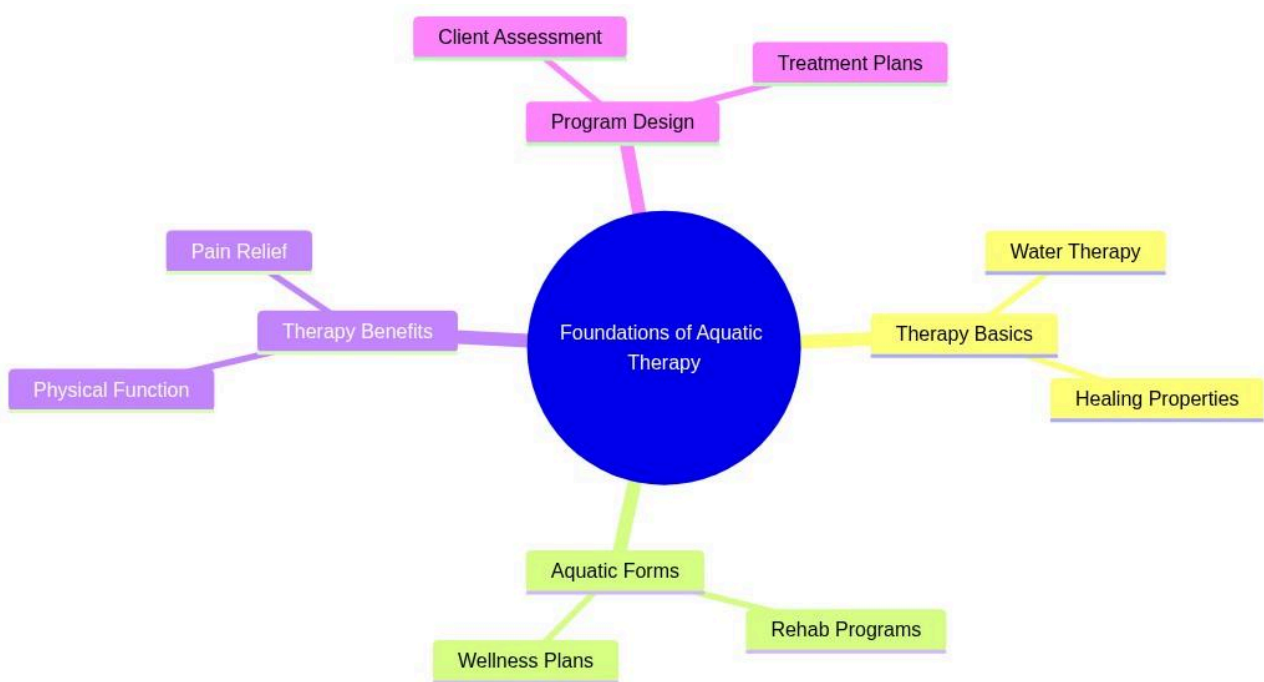 Client Assessment
Treatment Plans
Program Design
Pain Relief
Water Therapy
Therapy Benefits
Foundations of Aquatic
Therapy
Therapy Basics
Physical Function
Healing Properties
Aquatic Forms
Rehab Programs
Wellness Plans